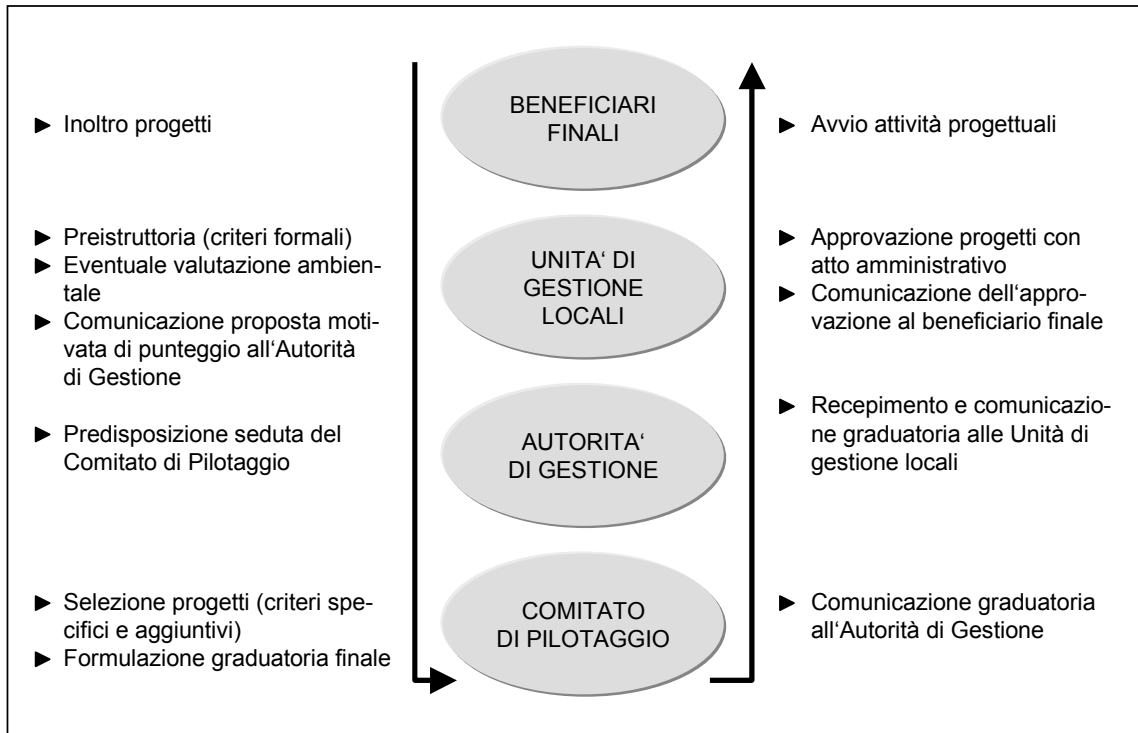 BENEFICIARI
FINALI
► Inoltro progetti
► Avvio attività progettuali
► Preistruttoria (criteri formali)
► Eventuale valutazione ambien-
tale
► Comunicazione proposta moti-
vata di punteggio all‘Autorità
di Gestione
UNITA‘ DI
GESTIONE
LOCALI
► Approvazione progetti con
atto amministrativo
► Comunicazione dell‘appro-
vazione al beneficiario finale
► Predisposizione seduta del
Comitato di Pilotaggio
AUTORITA‘
DI GESTIONE
► Recepimento e comunicazio-
ne graduatoria alle Unità di
gestione locali
► Selezione progetti (criteri spe-
cifici e aggiuntivi)
► Formulazione graduatoria finale
COMITATO
DI PILOTAGGIO
► Comunicazione graduatoria
all‘Autorità di Gestione